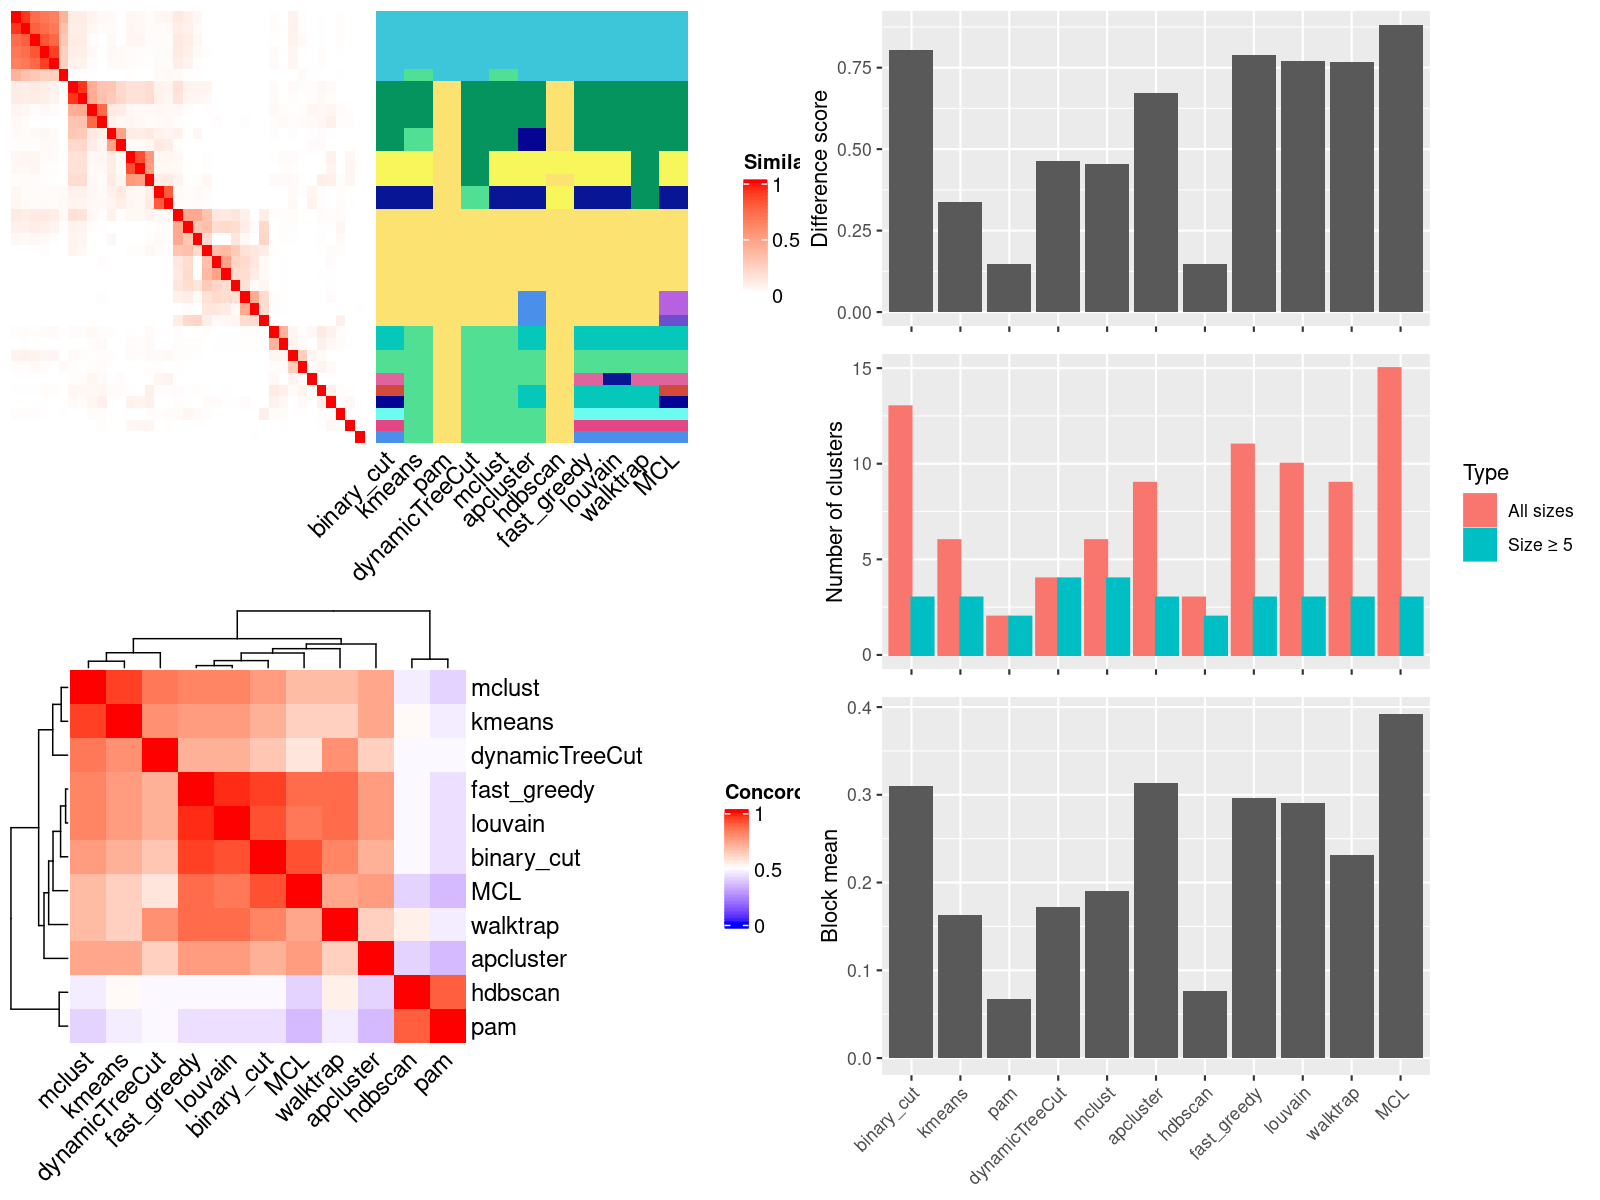 binary_cut
kmeans
pam
dynamicTreeCut
mclust
apcluster
hdbscan
fast_greedy
louvain
walktrap
MCL
Simila
1
0.5
0
mclust
kmeans
dynamicTreeCut
fast_greedy
louvain
binary_cut
MCL
walktrap
apcluster
hdbscan
pam
mclust
kmeans
dynamicTreeCut
fast_greedy
louvain
binary_cut
MCL
walktrap
apcluster
hdbscan
pam
Concord
1
0.5
0
Difference score
0.75
0.50
0.25
0.00
Number of clusters
15
10
5
0
Type
All sizes
Size ≥ 5
Block mean
0.4
0.3
0.2
0.1
0.0
binary_cut
kmeans
pam
dynamicTreeCut
mclust
apcluster
hdbscan
fast_greedy
louvain
walktrap
MCL